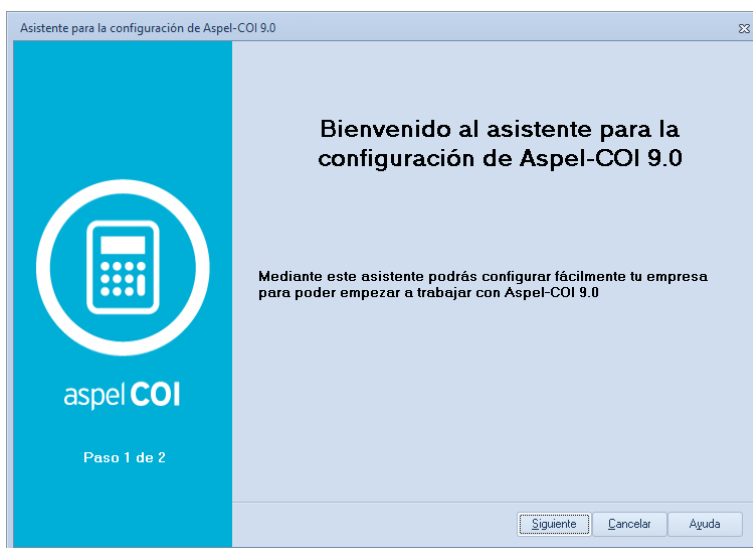 Asistente para la configuración de Aspel-COI 9.0
Bienvenido al asistente para la
configuración de Aspel-COI 9.0
Mediante este asistente podrás configurar fácilmente tu empresa
para poder empezar a trabajar con Aspel-COI 9.0
aspel COI
Paso 1 de 2
Siguiente Cancelar Ayuda